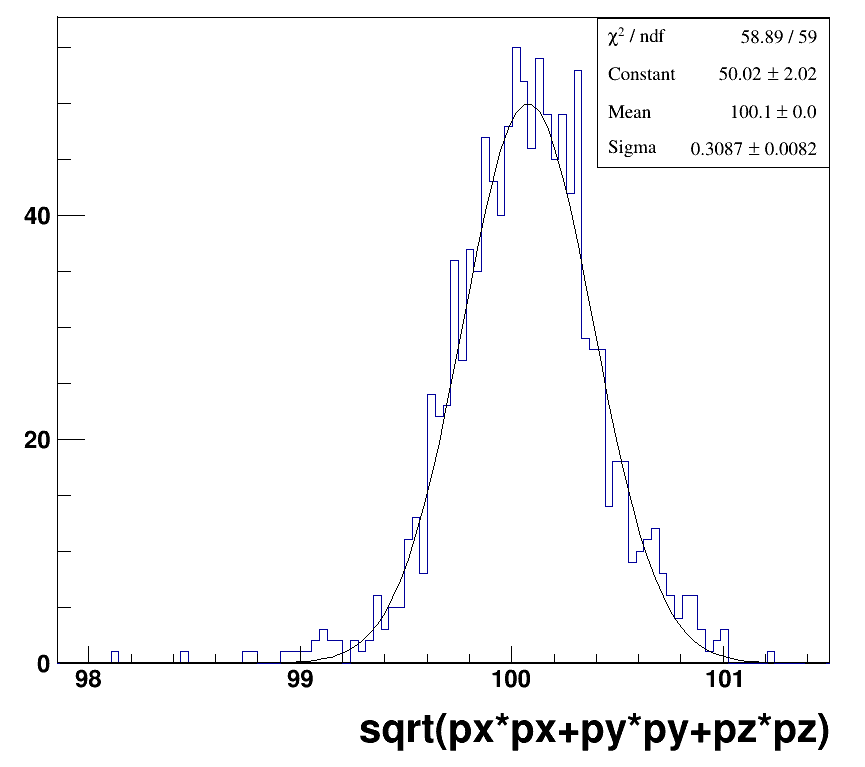 χ² / ndf 58.89 / 59
Constant 50.02 ± 2.02
Mean 100.1 ± 0.0
Sigma 0.3087 ± 0.0082
40
20
0
98 99 100 101
sqrt(px*px+py*py+pz*pz)